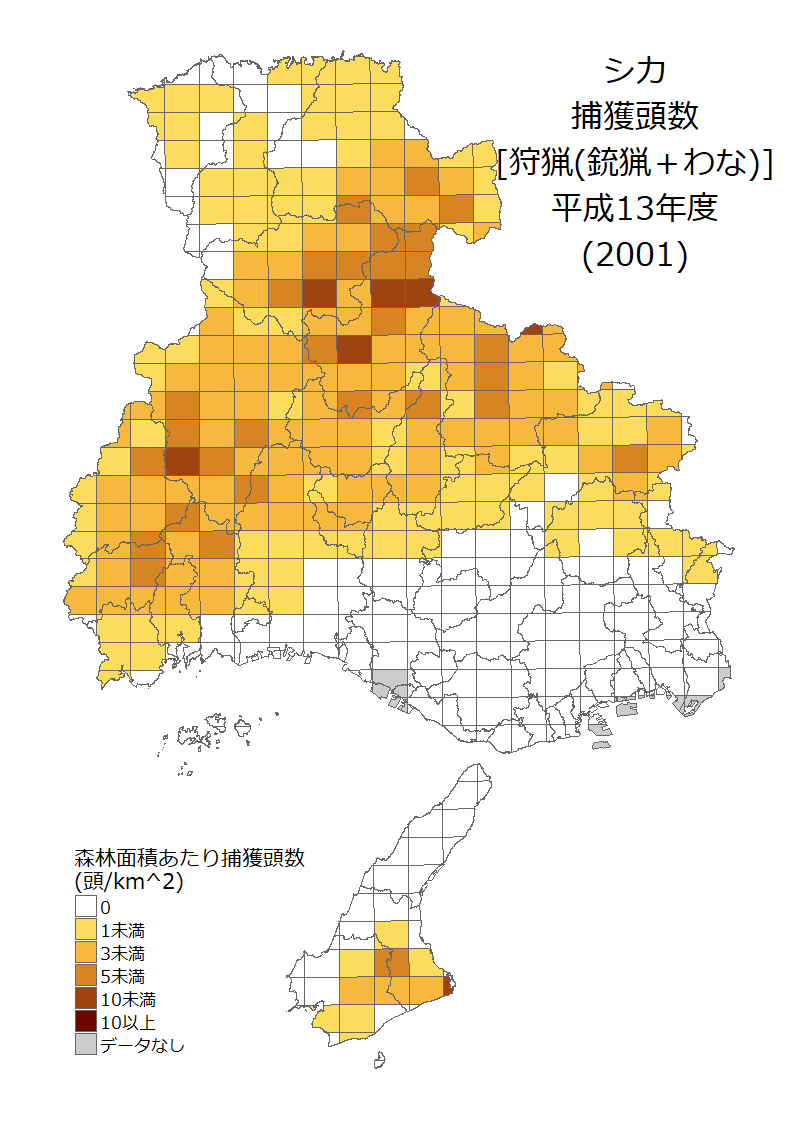 シカ
捕獲頭数
[狩猟(銃猟＋わな)]
平成13年度
(2001)
森林面積あたり捕獲頭数
(頭/km^2)
0
1未満
3未満
5未満
10未満
10以上
データなし